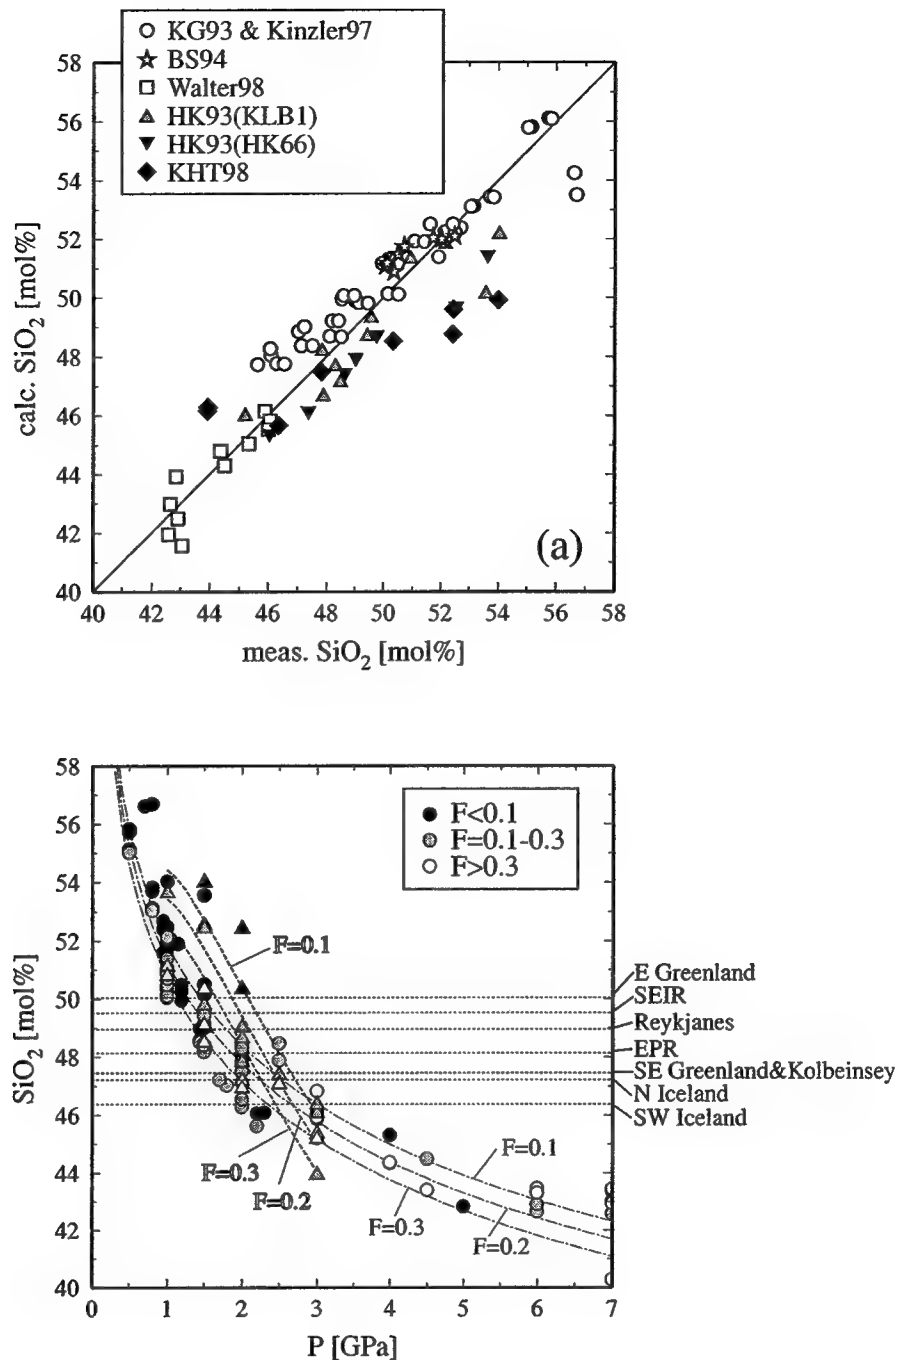 KG93 & Kinzler97
BS94
Walter98
HK93(KLB1)
HK93(HK66)
KHT98
58
56
54
52
50
48
46
44
42
40
calc. SiO2 [mol%]
(a)
40 42 44 46 48 50 52 54 56 58
meas. SiO2 [mol%]
58
56
54
52
50
48
46
44
42
40
SiO2 [mol%]
F<0.1
F=0.1-0.3
F>0.3
F=0.1
E Greenland
SEIR
Reykjanes
EPR
SE Greenland&Kolbeinsey
N Iceland
SW Iceland
F=0.3
F=0.2
F=0.1
F=0.3
F=0.2
0 1 2 3 4 5 6 7
P [GPa]